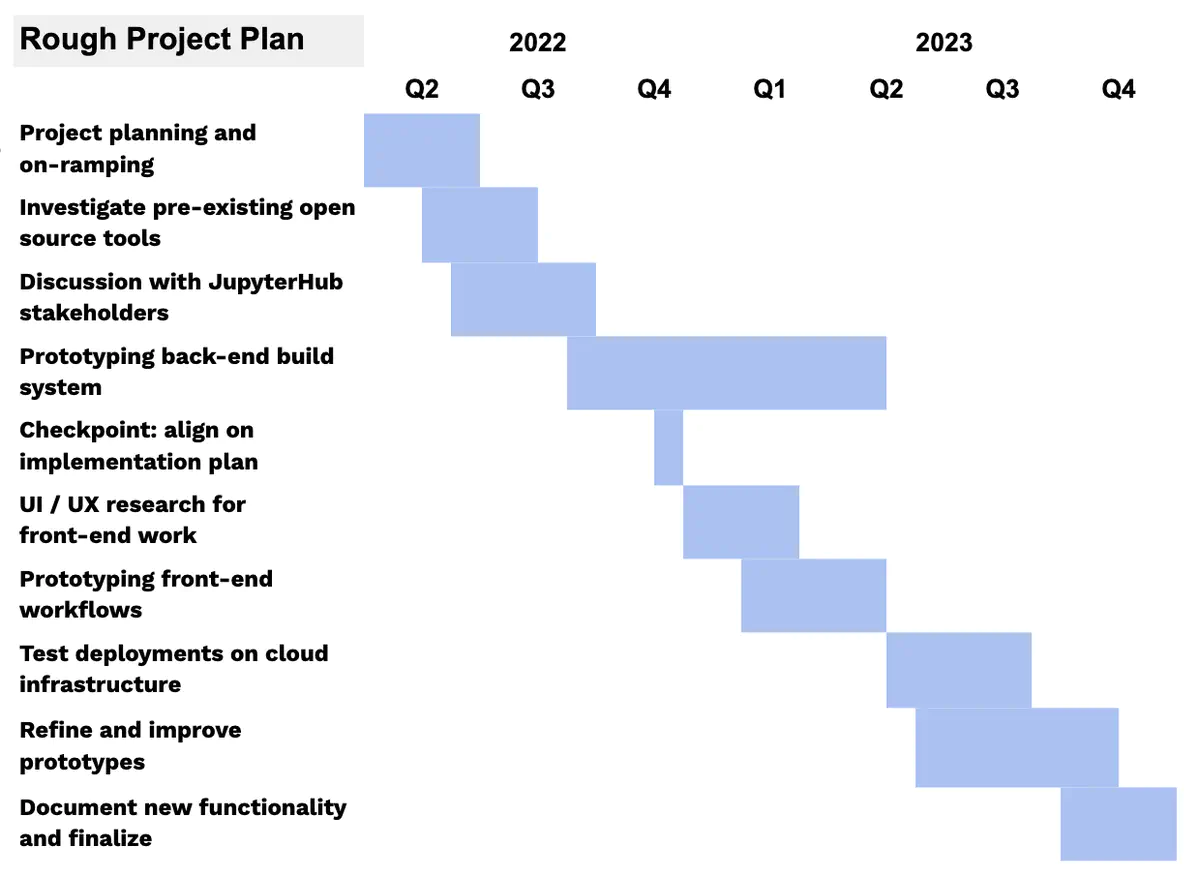 Rough Project Plan
2022
2023
Q2
Q3
Q4
Q1
Q2
Q3
Q4
Project planning and
on-ramping
Investigate pre-existing open
source tools
Discussion with JupyterHub
stakeholders
Prototyping back-end build
system
Checkpoint: align on
implementation plan
UI / UX research for
front-end work
Prototyping front-end
workflows
Test deployments on cloud
infrastructure
Refine and improve
prototypes
Document new functionality
and finalize